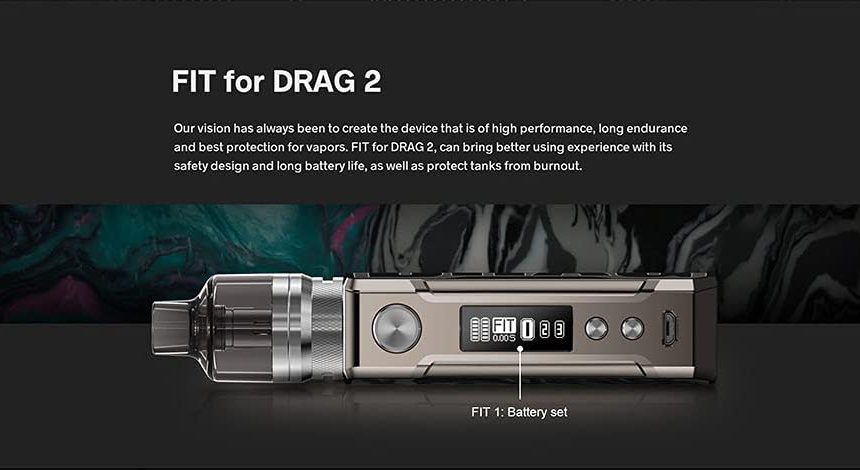 FIT for DRAG 2
Our vision has always been to create the device that is of high performance, long endurance
and best protection for vapors. FIT for DRAG 2, can bring better using experience with its
safety design and long battery life, as well as protect tanks from burnout.
FIT 1 2 3
0.00S
FIT 1: Battery set